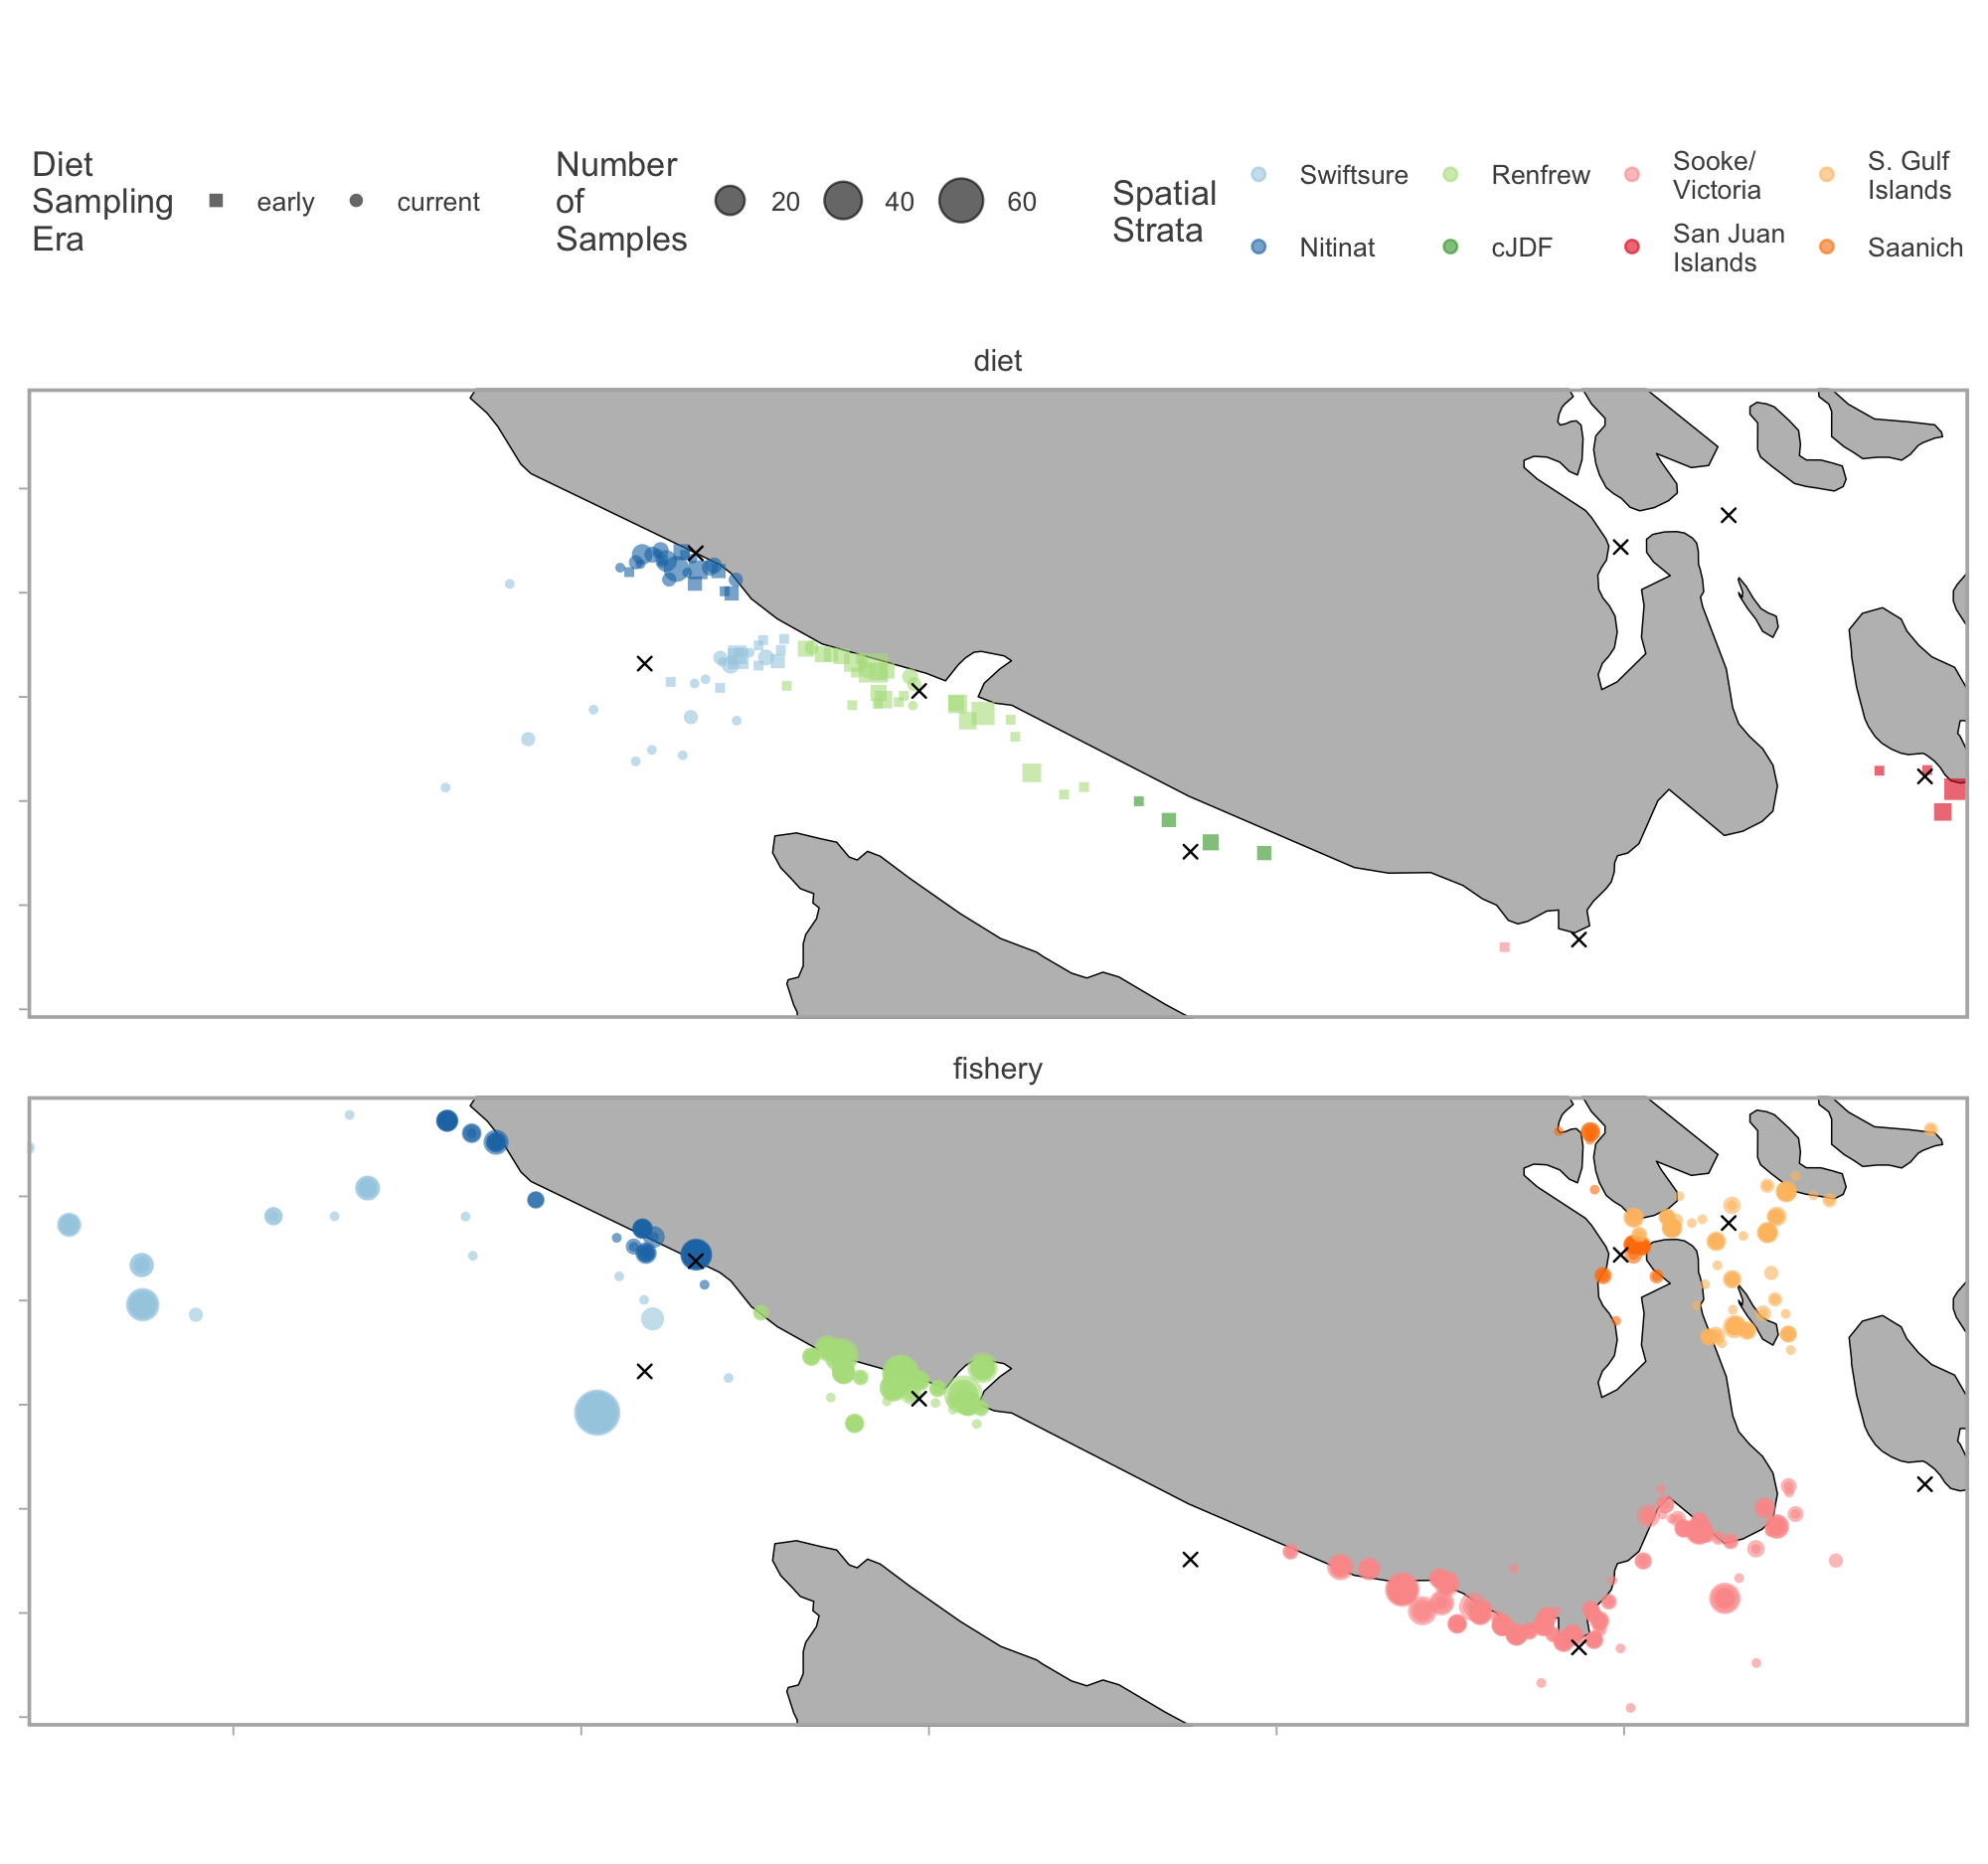 Diet
Sampling
Era
early
current
Number
of
Samples
20
40
60
Spatial
Strata
Swiftsure
Nitinat
Renfrew
cJDF
Sooke/
Victoria
San Juan
Islands
S. Gulf
Islands
Saanich
diet
fishery